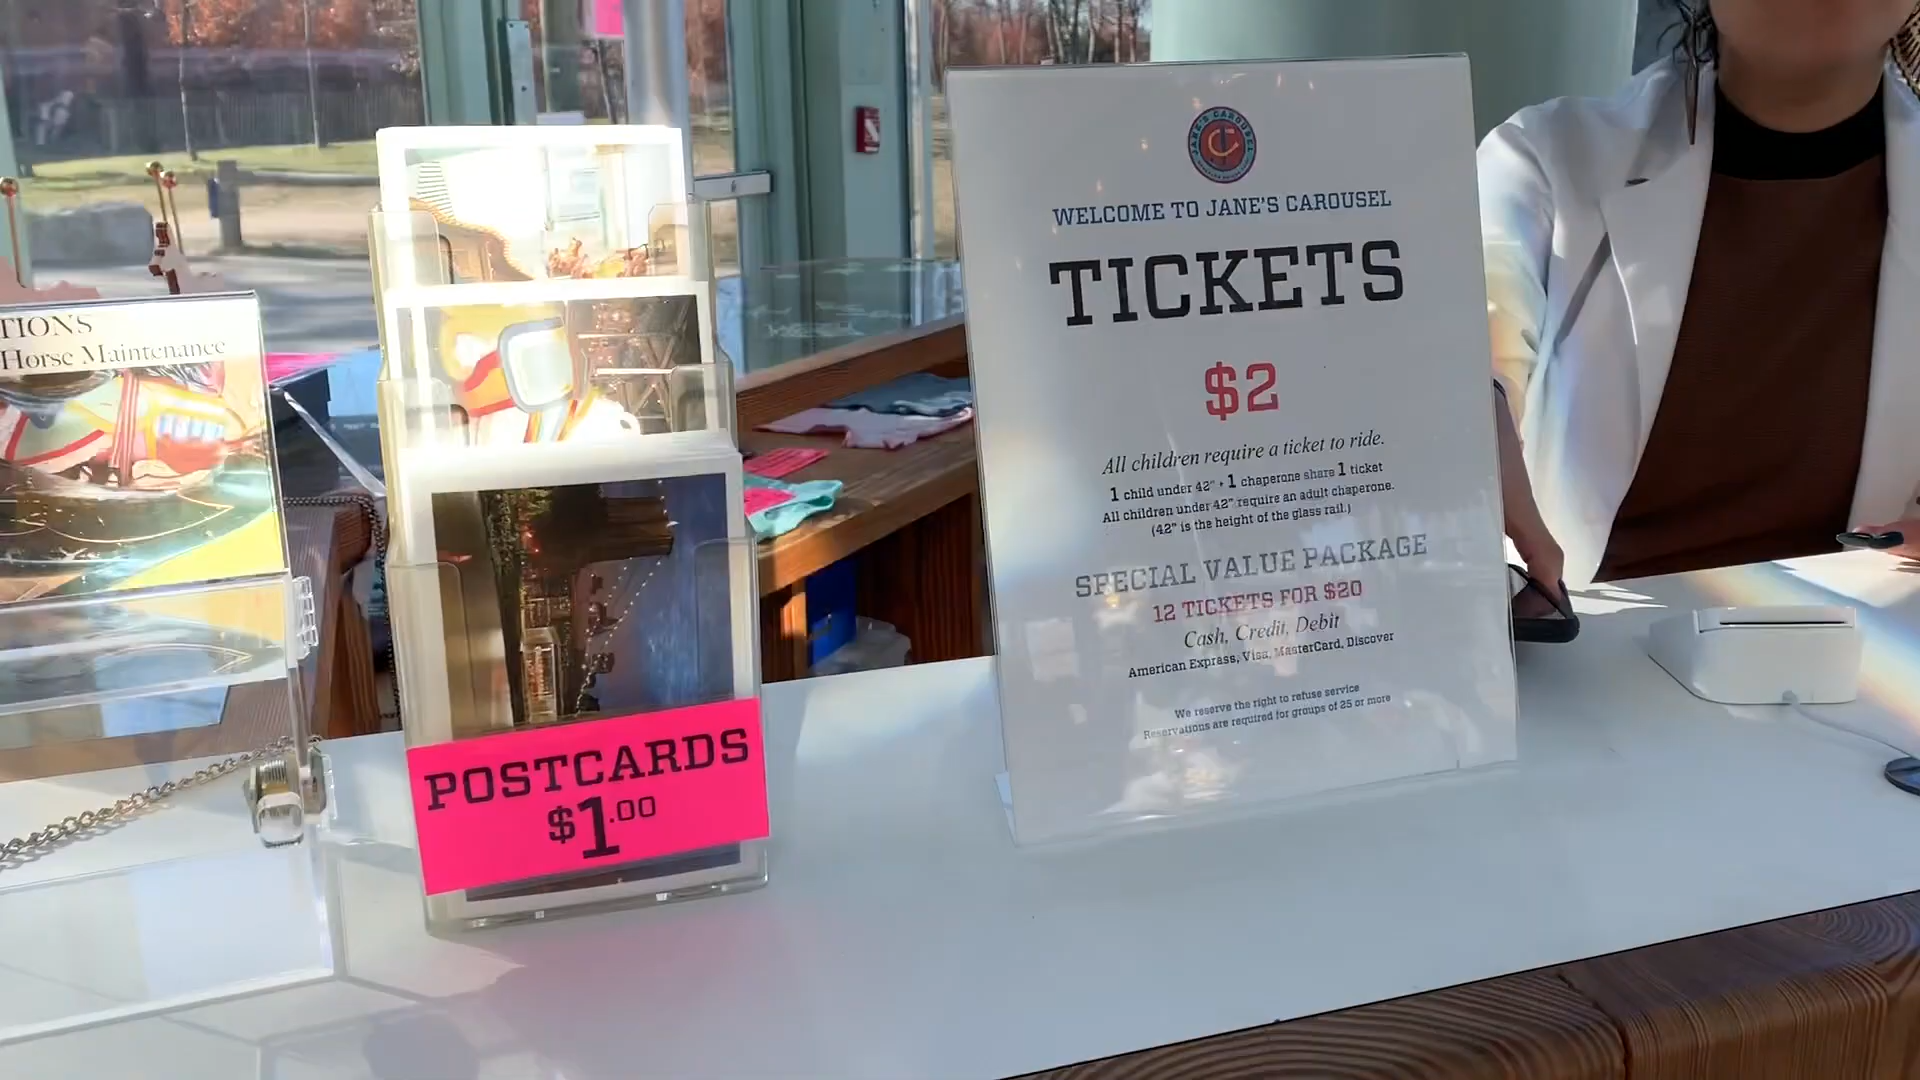 TIONS
Horse Maintenance
POSTCARDS
$1.00
JANE'S CAROUSEL
WELCOME TO JANE'S CAROUSEL
TICKETS
$2
All children require a ticket to ride.
1 child under 42" + 1 chaperone share 1 ticket
All children under 42" require an adult chaperone.
(42" is the height of the glass rail.)
SPECIAL VALUE PACKAGE
12 TICKETS FOR $20
Cash, Credit, Debit
American Express, Visa, MasterCard, Discover
We reserve the right to refuse service
Reservations are required for groups of 25 or more